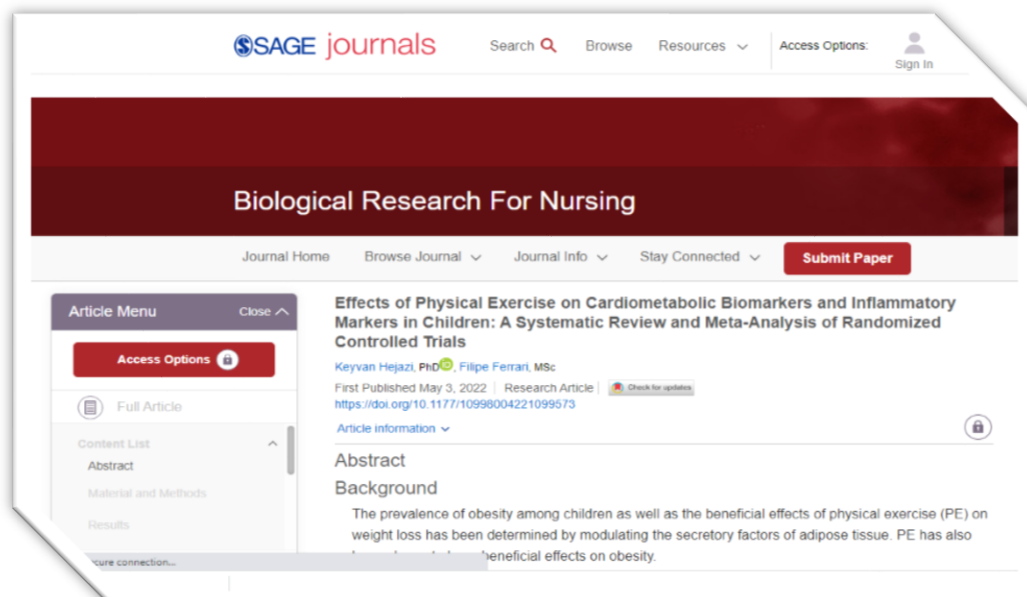 SAGE journals
Search Browse Resources Access Options:
Sign In
Biological Research For Nursing
Journal Home Browse Journal Journal Info Stay Connected Submit Paper
Article Menu Close
Access Options
Full Article
Content List
Abstract
Material and Methods
Results
cure connection...
Effects of Physical Exercise on Cardiometabolic Biomarkers and Inflammatory
Markers in Children: A Systematic Review and Meta-Analysis of Randomized
Controlled Trials
Keyvan Hejazi, PhD iD, Filipe Ferrari, MSc
First Published May 3, 2022 | Research Article | Check for updates
https://doi.org/10.1177/10998004221099573
Article information
Abstract
Background
The prevalence of obesity among children as well as the beneficial effects of physical exercise (PE) on
weight loss has been determined by modulating the secretory factors of adipose tissue. PE has also
beneficial effects on obesity.